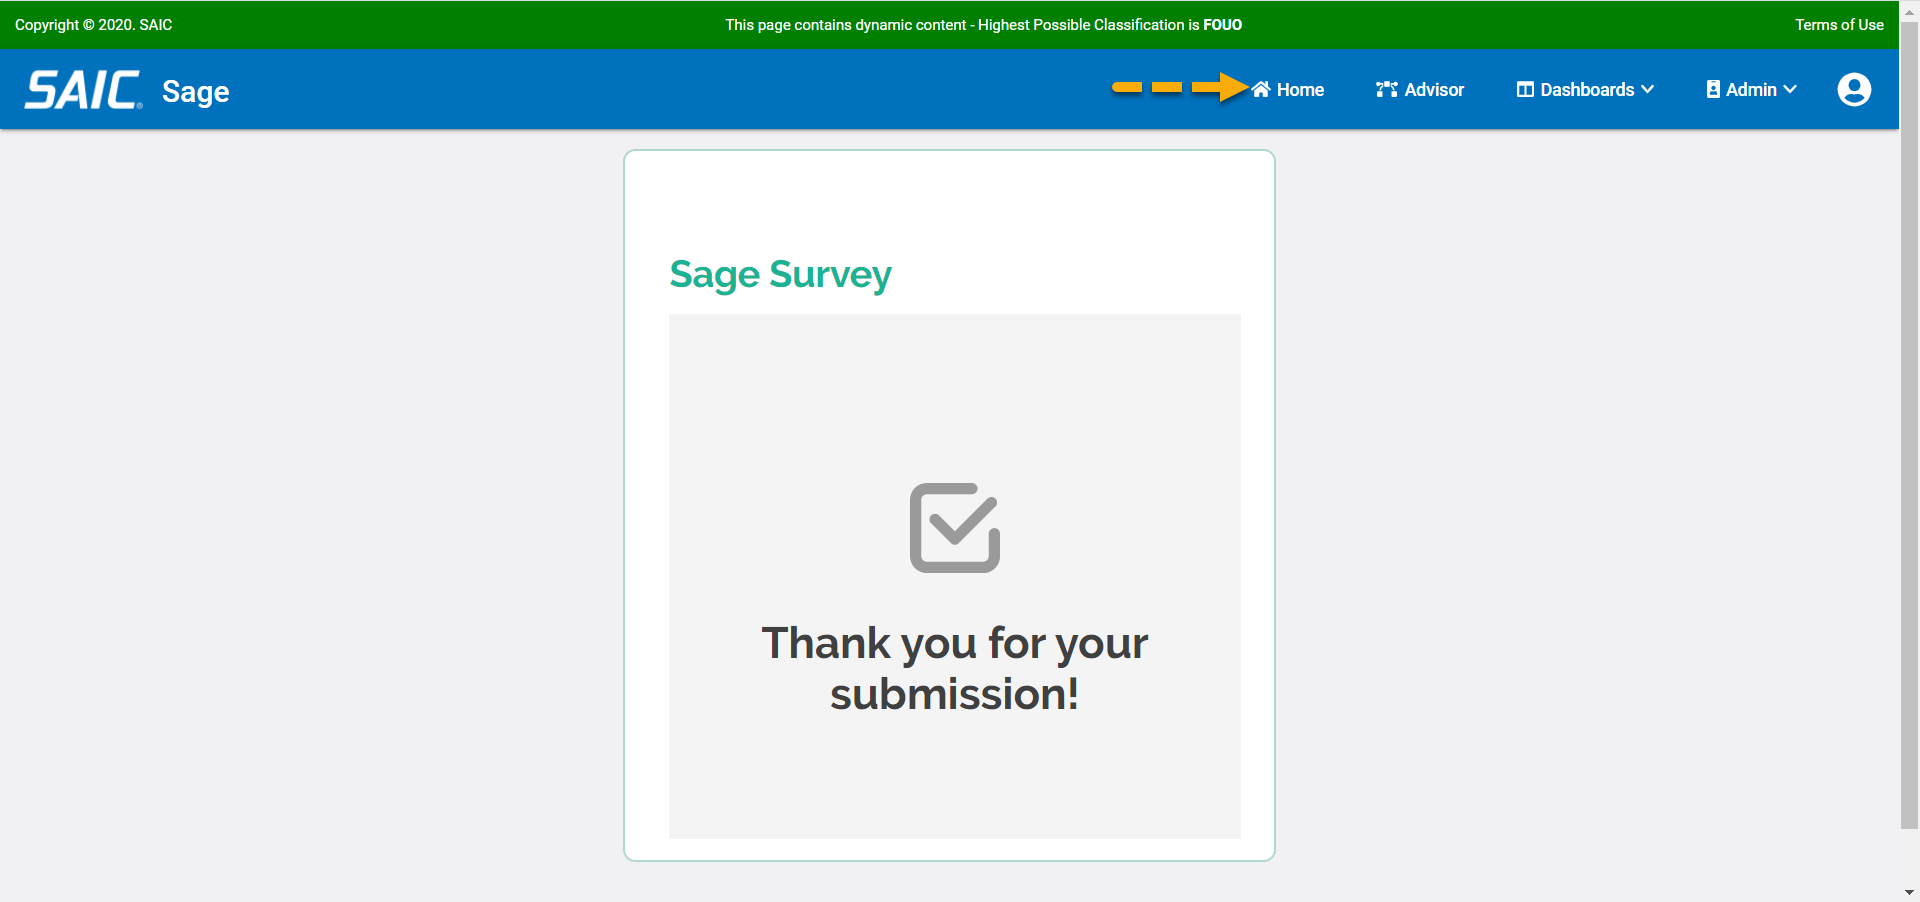 Copyright © 2020. SAIC
This page contains dynamic content - Highest Possible Classification is FOUO
Terms of Use
SAIC® Sage
Home
Advisor
Dashboards
Admin
Sage Survey
Thank you for your
submission!